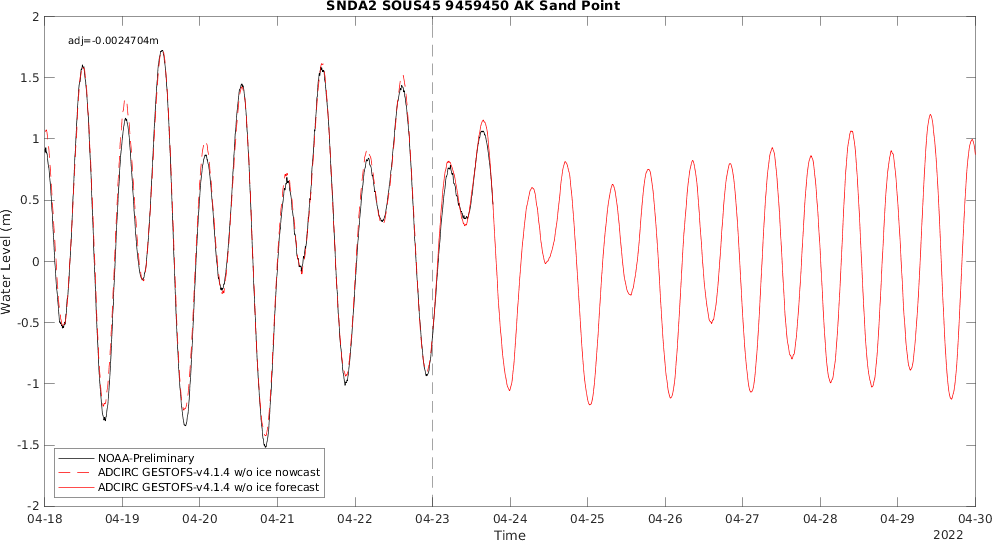 SNDA2 SOUS45 9459450 AK Sand Point
adj=-0.0024704m
2
1.5
1
0.5
0
-0.5
-1
-1.5
-2
Water Level (m)
NOAA-Preliminary
ADCIRC GESTOFS-v4.1.4 w/o ice nowcast
ADCIRC GESTOFS-v4.1.4 w/o ice forecast
04-18 04-19 04-20 04-21 04-22 04-23 04-24 04-25 04-26 04-27 04-28 04-29 04-30
Time
2022